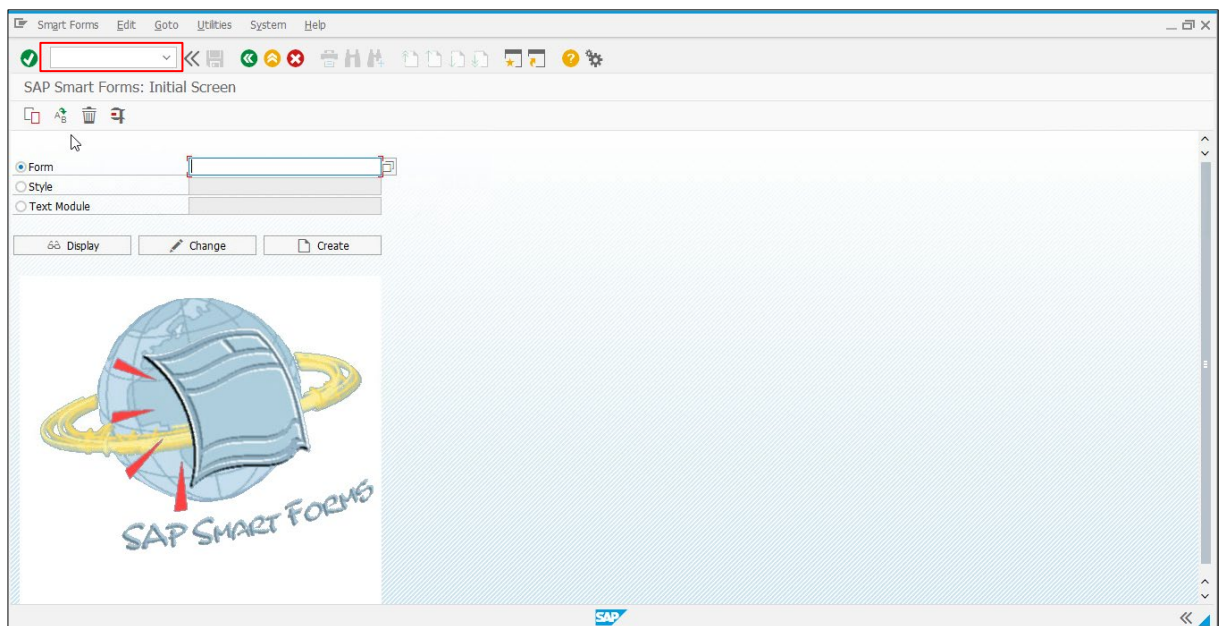 Smart Forms Edit Goto Utilities System Help
SAP Smart Forms: Initial Screen
Form
Style
Text Module
Display Change Create
SAP SMART FORMS
SAP